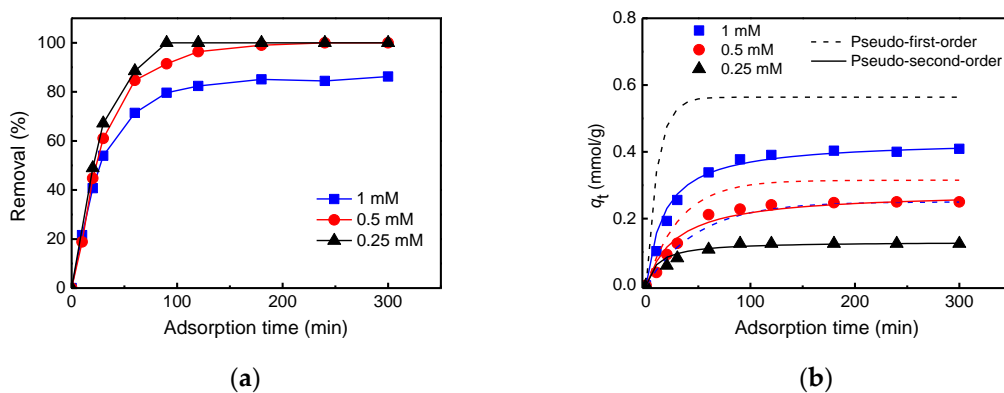 100
80
60
40
20
0
0
100
200
300
Removal (%)
Adsorption time (min)
1 mM
0.5 mM
0.25 mM
(a)
0.8
0.6
0.4
0.2
0.0
0
100
200
300
qt (mmol/g)
Adsorption time (min)
1 mM
0.5 mM
0.25 mM
Pseudo-first-order
Pseudo-second-order
(b)